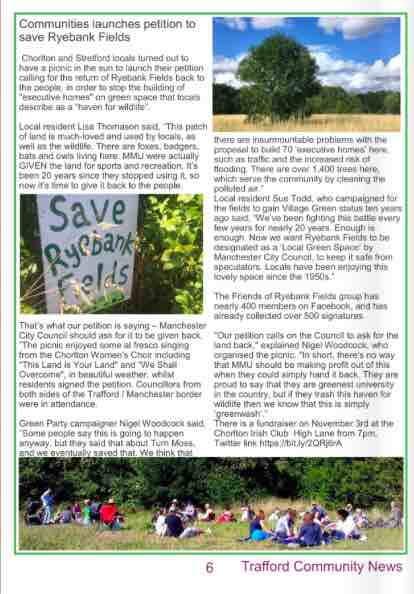 Communities launches petition to
save Ryebank Fields
Chorlton and Stretford locals turned out to
have a picnic in the sun to launch their petition
calling for the return of Ryebank Fields back to
the people, in order to stop the building of
"executive homes" on green space that locals
describe as a "haven for wildlife".
Local resident Lisa Thomason said, "This patch
of land is much-loved and used by locals, as
well as the wildlife. There are foxes, badgers,
bats and owls living here. MMU were actually
GIVEN the land for sports and recreation. It's
been 20 years since they stopped using it, so
now it's time to give it back to the people.
Save
Ryebank
Fields
That's what our petition is saying – Manchester
City Council should ask for it to be given back.
"The picnic enjoyed some al fresco singing
from the Chorlton Women's Choir including
"This Land is Your Land" and "We Shall
Overcome", in beautiful weather, whilst
residents signed the petition. Councillors from
both sides of the Trafford / Manchester border
were in attendance.
Green Party campaigner Nigel Woodcock said,
"Some people say this is going to happen
anyway, but they said that about Turn Moss,
and we eventually saved that. We think that
there are insurmountable problems with the
proposal to build 70 'executive homes' here,
such as traffic and the increased risk of
flooding. There are over 1,400 trees here,
which serve the community by cleaning the
polluted air."
Local resident Sue Todd, who campaigned for
the fields to gain Village Green status ten years
ago said, "We've been fighting this battle every
few years for nearly 20 years. Enough is
enough. Now we want Ryebank Fields to be
designated as a 'Local Green Space' by
Manchester City Council, to keep it safe from
speculators. Locals have been enjoying this
lovely space since the 1950s."
The Friends of Ryebank Fields group has
nearly 400 members on Facebook, and has
already collected over 500 signatures.
"Our petition calls on the Council to ask for the
land back," explained Nigel Woodcock, who
organised the picnic. "In short, there's no way
that MMU should be making profit out of this
when they could simply hand it back. They are
proud to say that they are greenest university
in the country, but if they trash this haven for
wildlife then we know that this is simply
'greenwash'."
There is a fundraiser on November 3rd at the
Chorlton Irish Club High Lane from 7pm,
Twitter link https://bit.ly/2QRj6rA
6
Trafford Community News